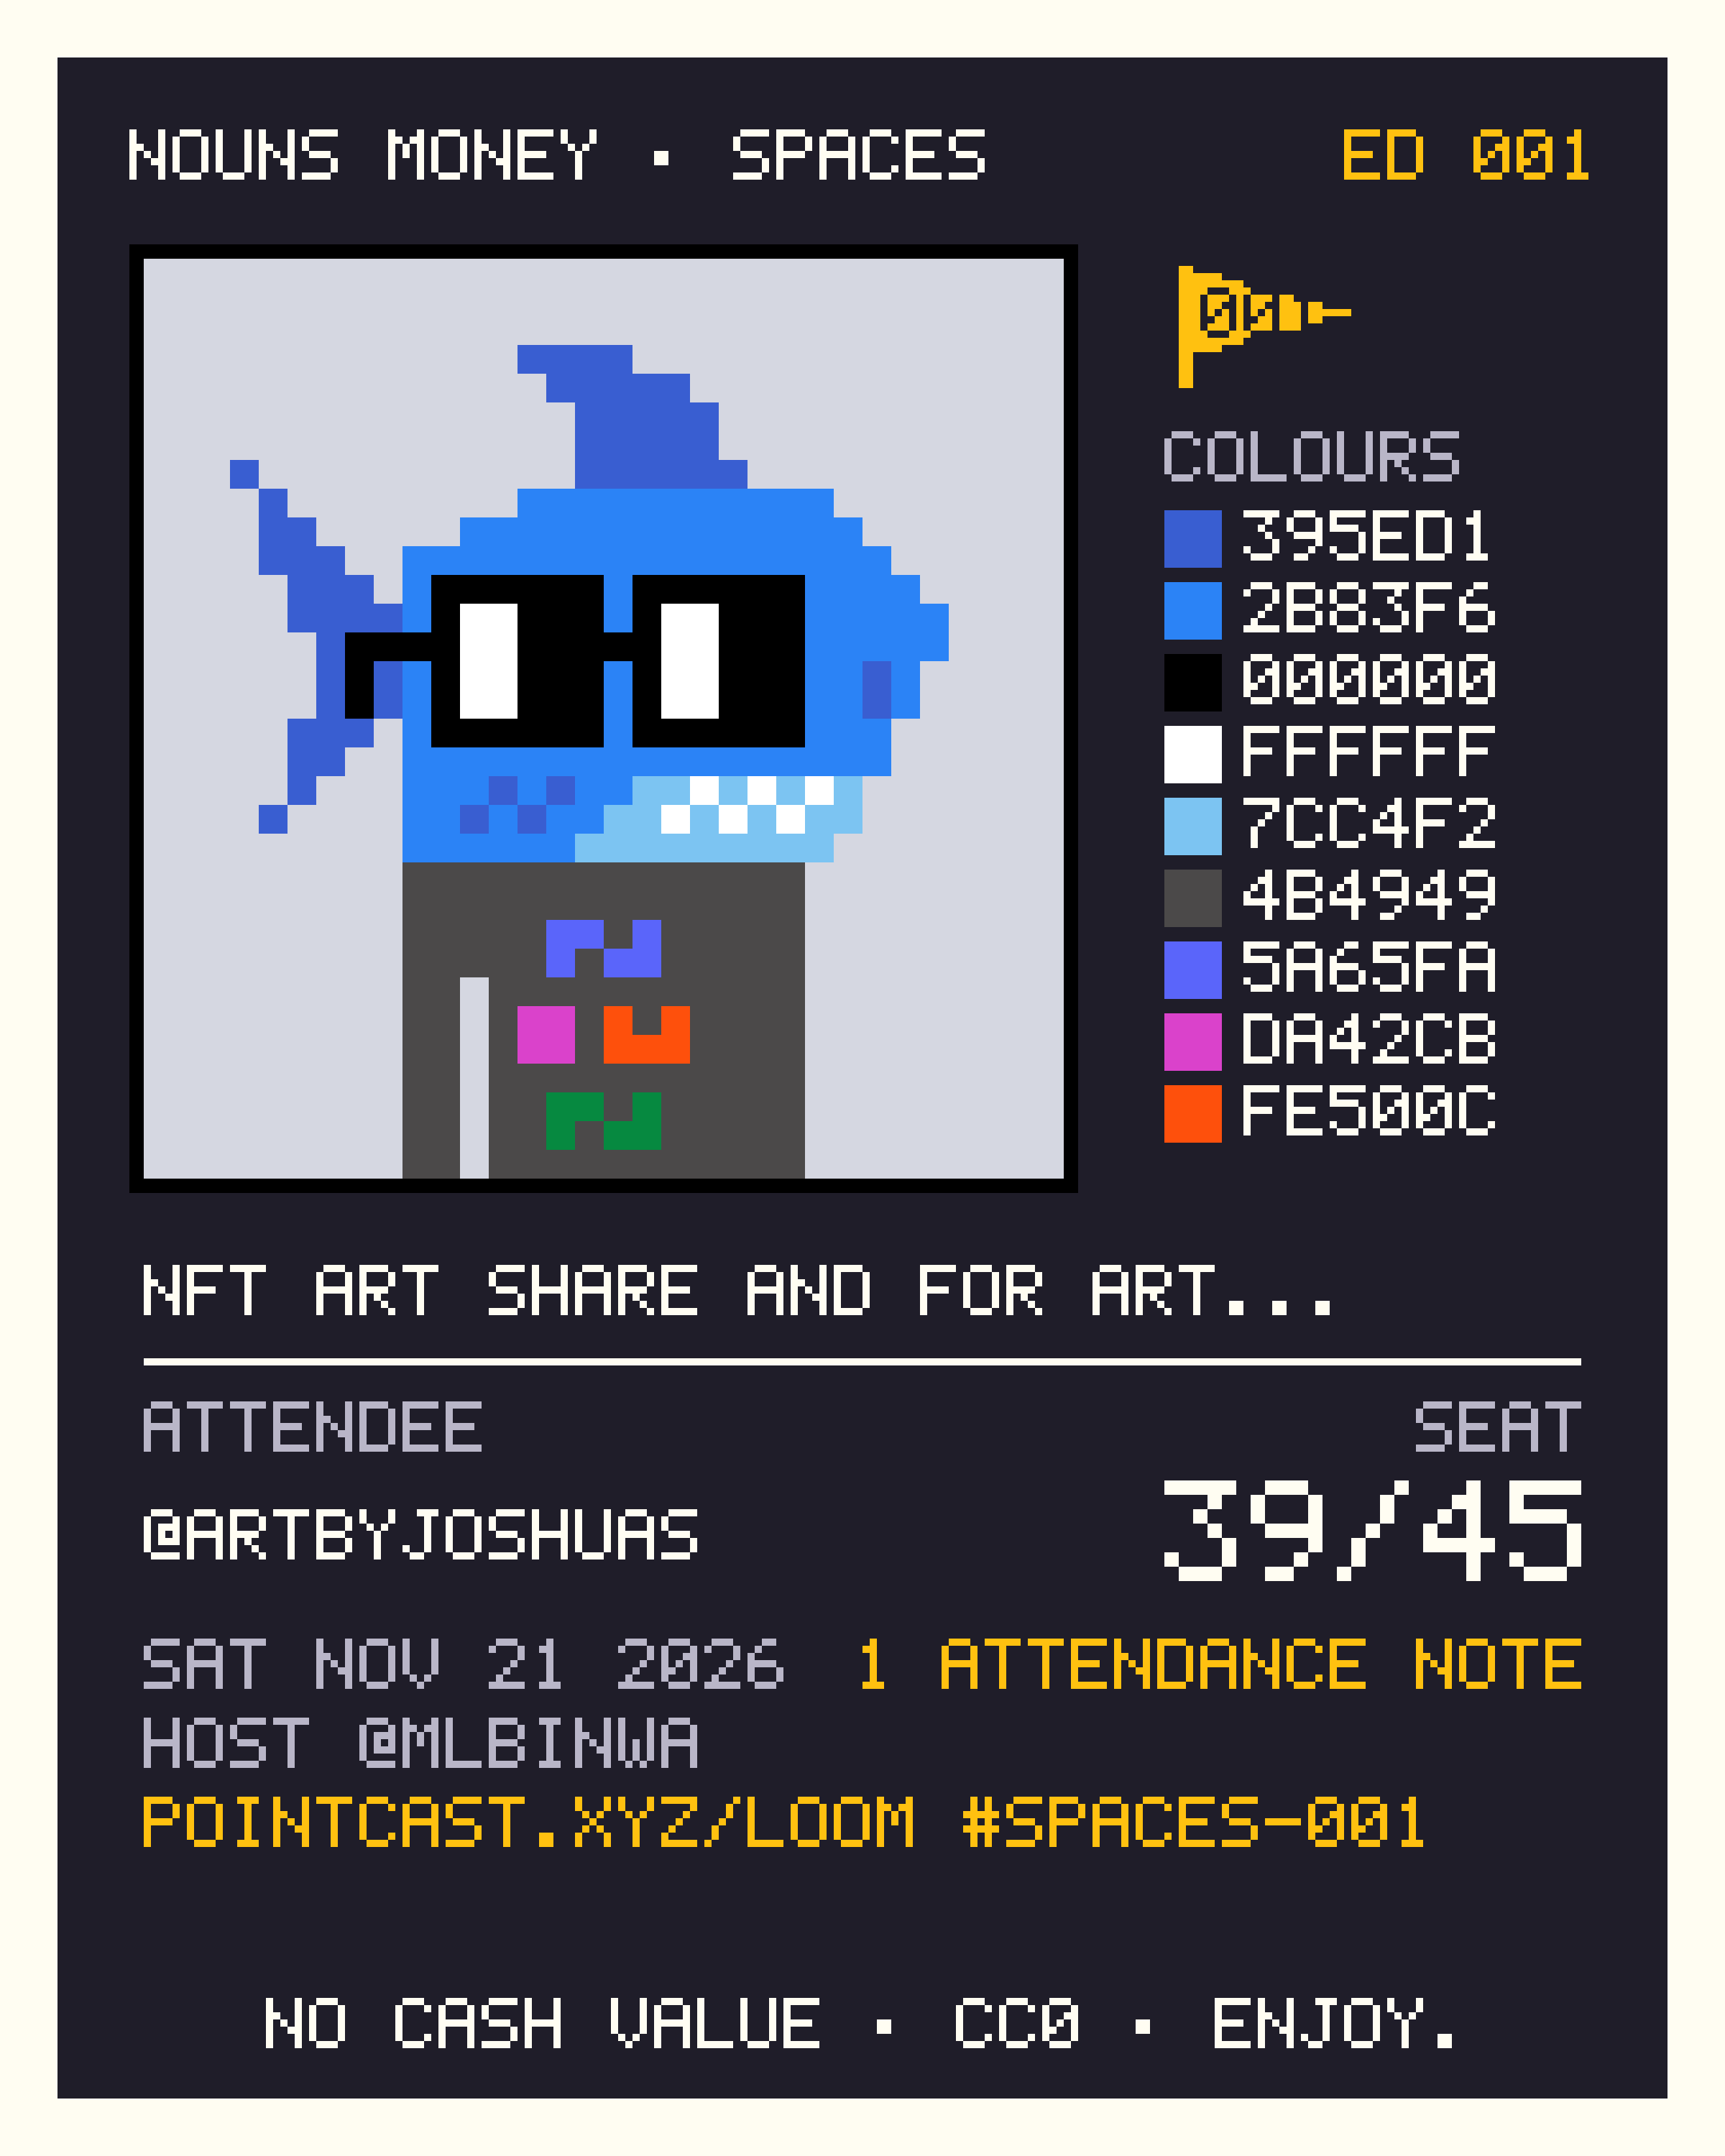 NOUNS MONEY · SPACES
ED 001
COLOURS
395ED1
2B83F6
000000
FFFFFF
7CC4F2
4B4949
5A65FA
DA42CB
FE500C
NFT ART SHARE AND FOR ART...
ATTENDEE
SEAT
@ARTBYJOSHUAS
39/45
SAT NOV 21 2026
1 ATTENDANCE NOTE
HOST @MLBINWA
POINTCAST.XYZ/LOOM #SPACES-001
NO CASH VALUE · CC0 · ENJOY.